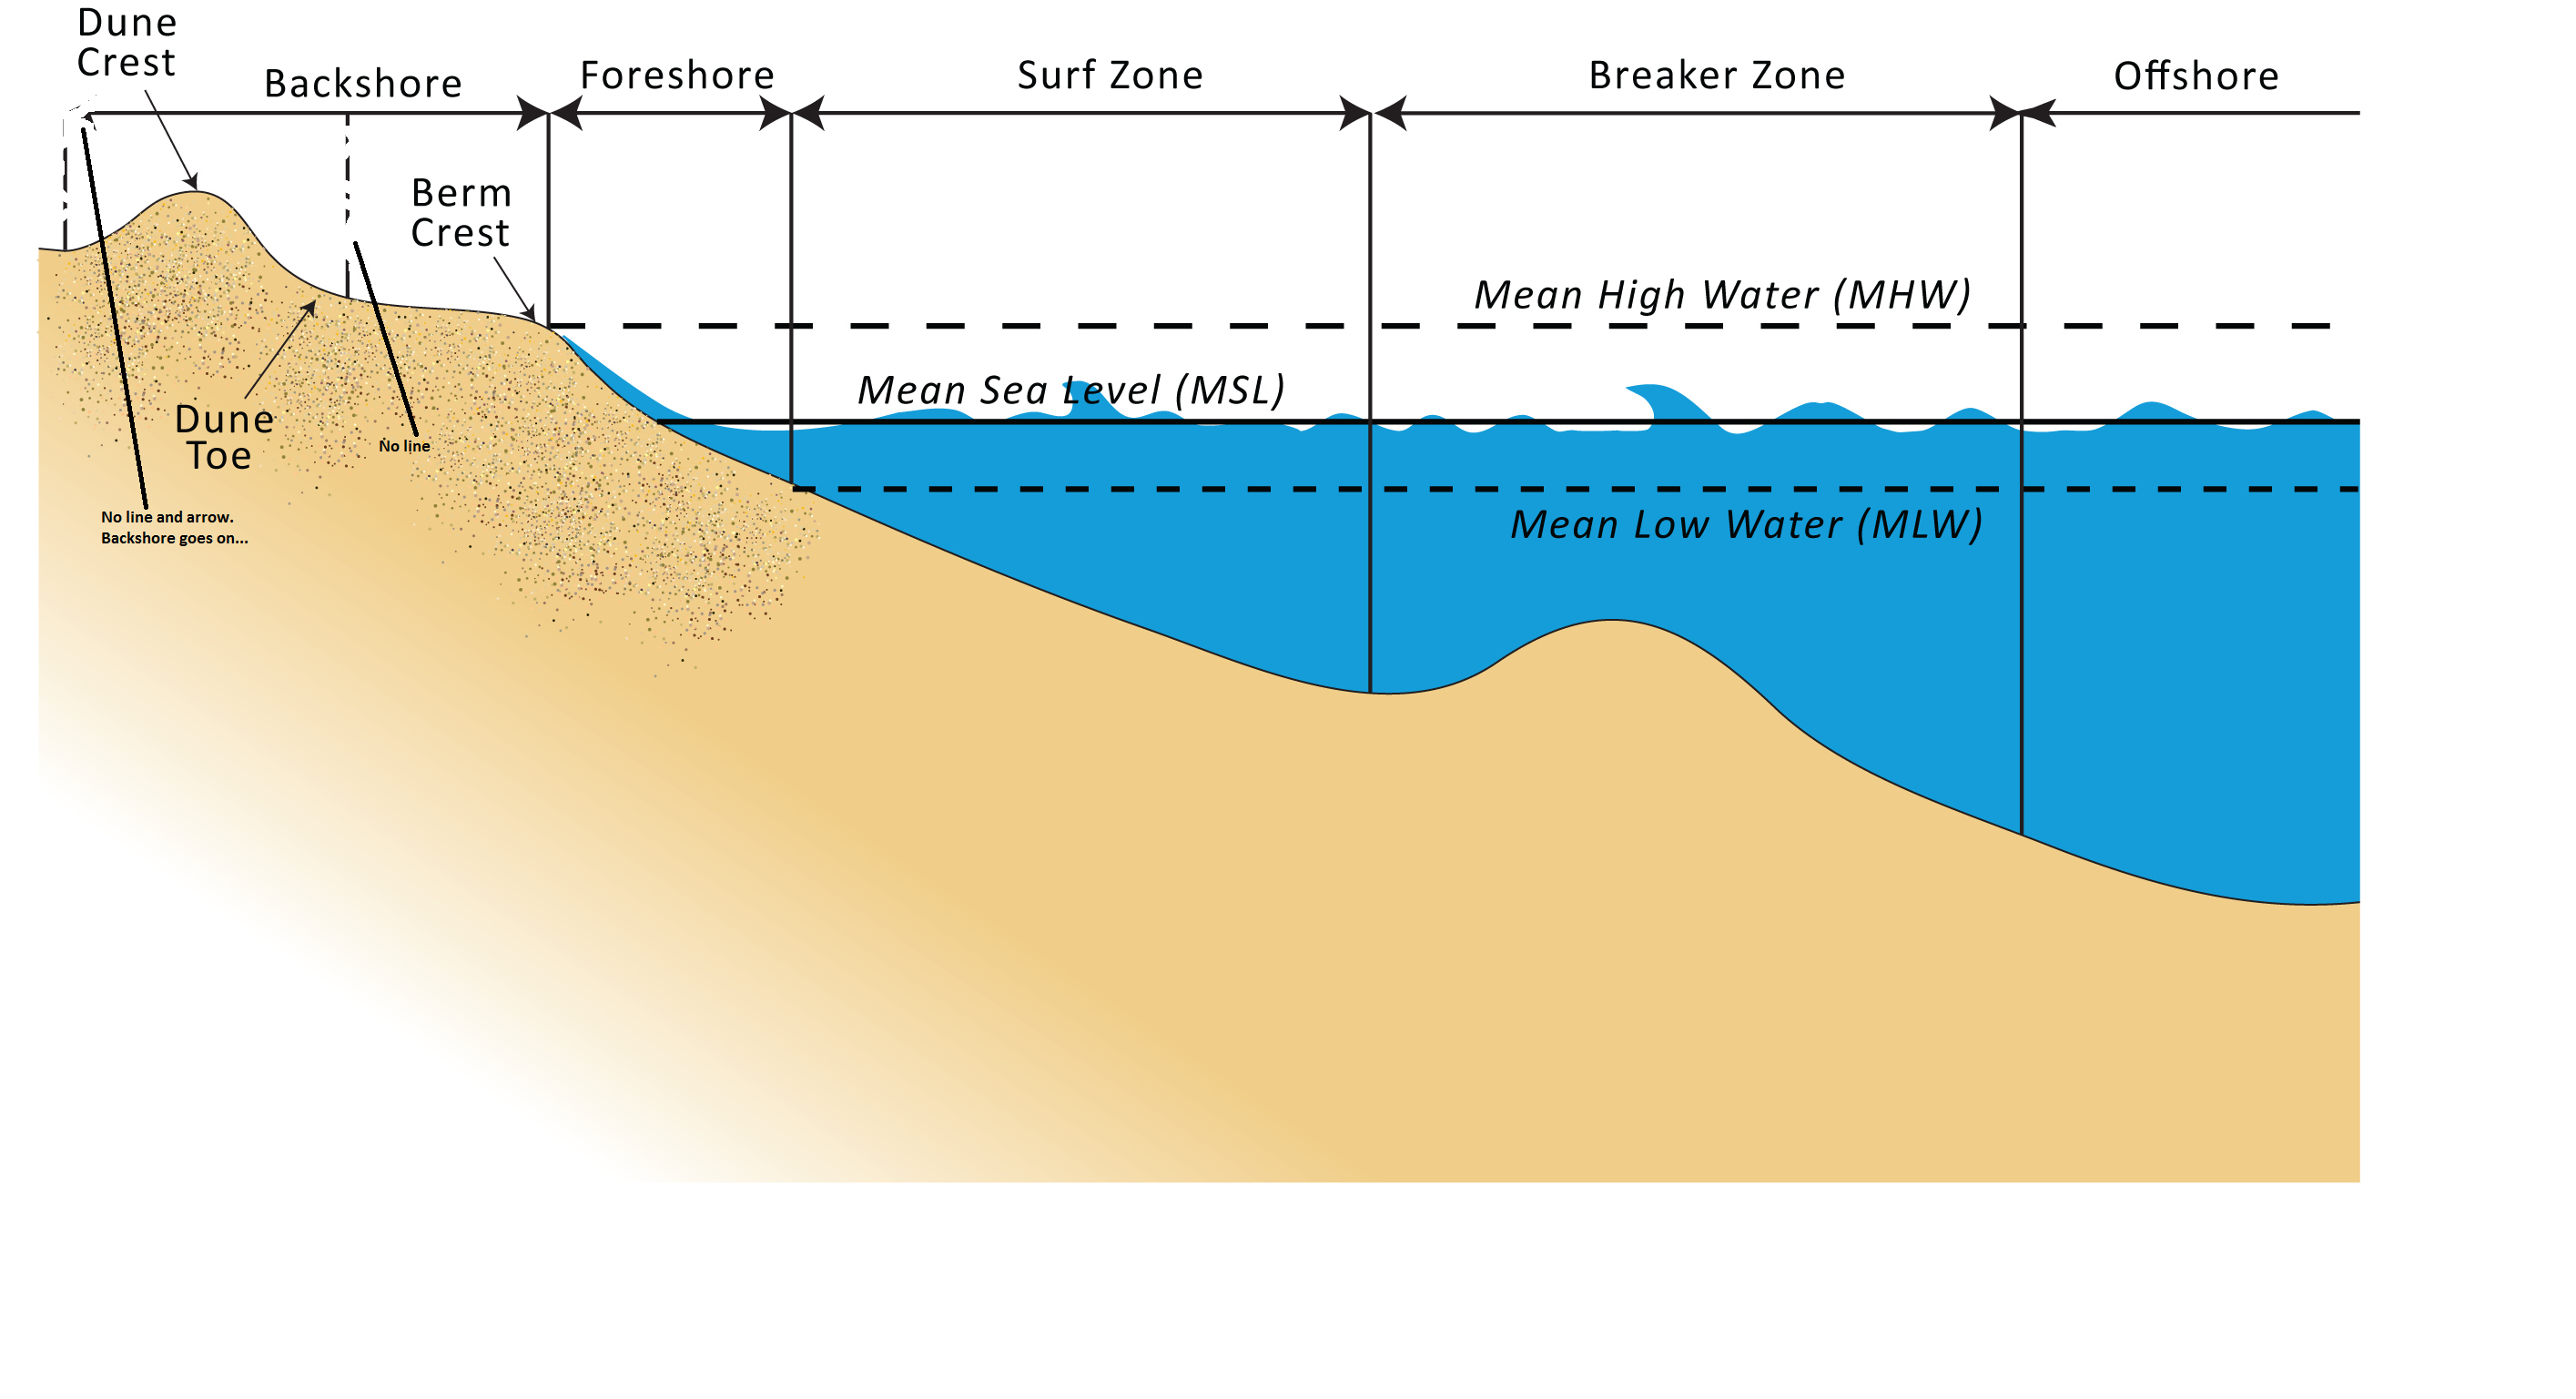 Dune
Crest
Backshore
Foreshore
Surf Zone
Breaker Zone
Offshore
Berm
Crest
Mean High Water (MHW)
Mean Sea Level (MSL)
Dune
Toe
No line
Mean Low Water (MLW)
No line and arrow.
Backshore goes on...